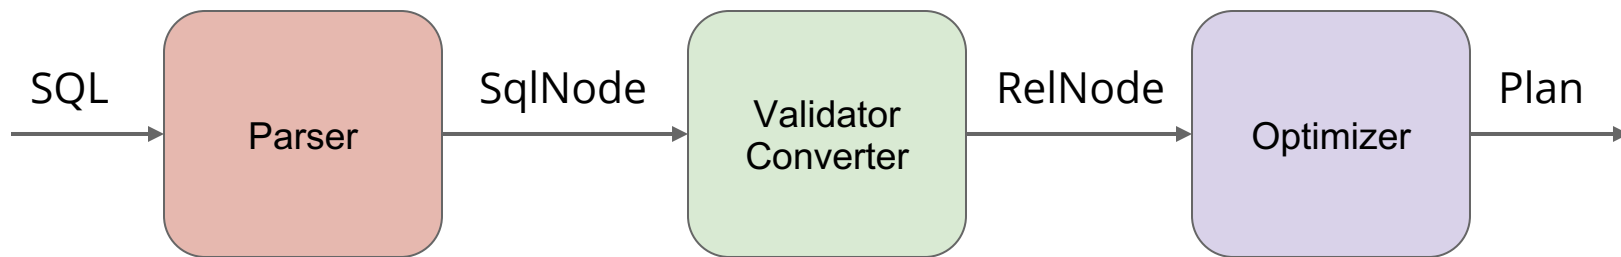 SQL
Parser
SqlNode
Validator
Converter
RelNode
Optimizer
Plan